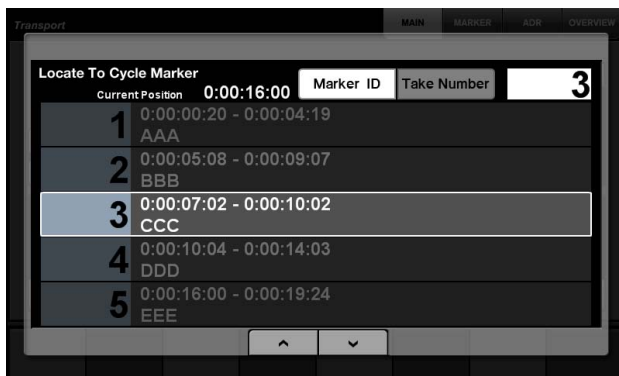 Transport
MAIN MARKER ADR OVERVIEW
Locate To Cycle Marker
Current Position 0:00:16:00 Marker ID Take Number 3
1 0:00:00:20 - 0:00:04:19
AAA
2 0:00:05:08 - 0:00:09:07
BBB
3 0:00:07:02 - 0:00:10:02
CCC
4 0:00:10:04 - 0:00:14:03
DDD
5 0:00:16:00 - 0:00:19:24
EEE